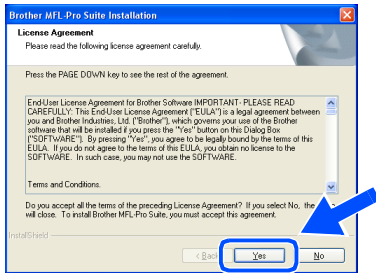 Brother MFL-Pro Suite Installation
License Agreement
Please read the following license agreement carefully.
Press the PAGE DOWN key to see the rest of the agreement.
End-User License Agreement for Brother Software IMPORTANT- PLEASE READ
CAREFULLY: This End-User License Agreement ("EULA") is a legal agreement between
you and Brother Industries, Ltd. ("Brother"), which governs your use of the Brother
software that will be installed if you press the "Yes" button on this Dialog Box
("SOFTWARE"). By pressing "Yes", you agree to be legally bound by the terms of this
EULA. If you do not agree to the terms of this EULA, you obtain no license to the
SOFTWARE. In such case, you may not use the SOFTWARE.
Terms and Conditions.
Do you accept all the terms of the preceding License Agreement? If you select No, the
will close. To install Brother MFL-Pro Suite, you must accept this agreement.
InstallShield
< Back
Yes
No